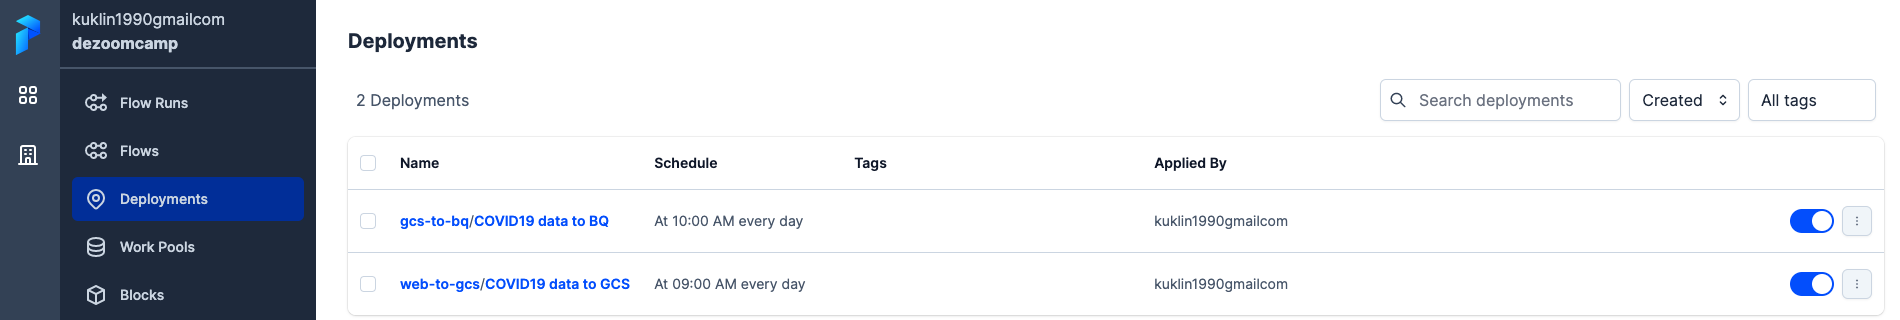 kuklin1990gmailcom
dezoomcamp
Flow Runs
Flows
Deployments
Work Pools
Blocks
Deployments
2 Deployments
Search deployments
Created
All tags
Name Schedule Tags Applied By
gcs-to-bq/COVID19 data to BQ At 10:00 AM every day kuklin1990gmailcom
web-to-gcs/COVID19 data to GCS At 09:00 AM every day kuklin1990gmailcom